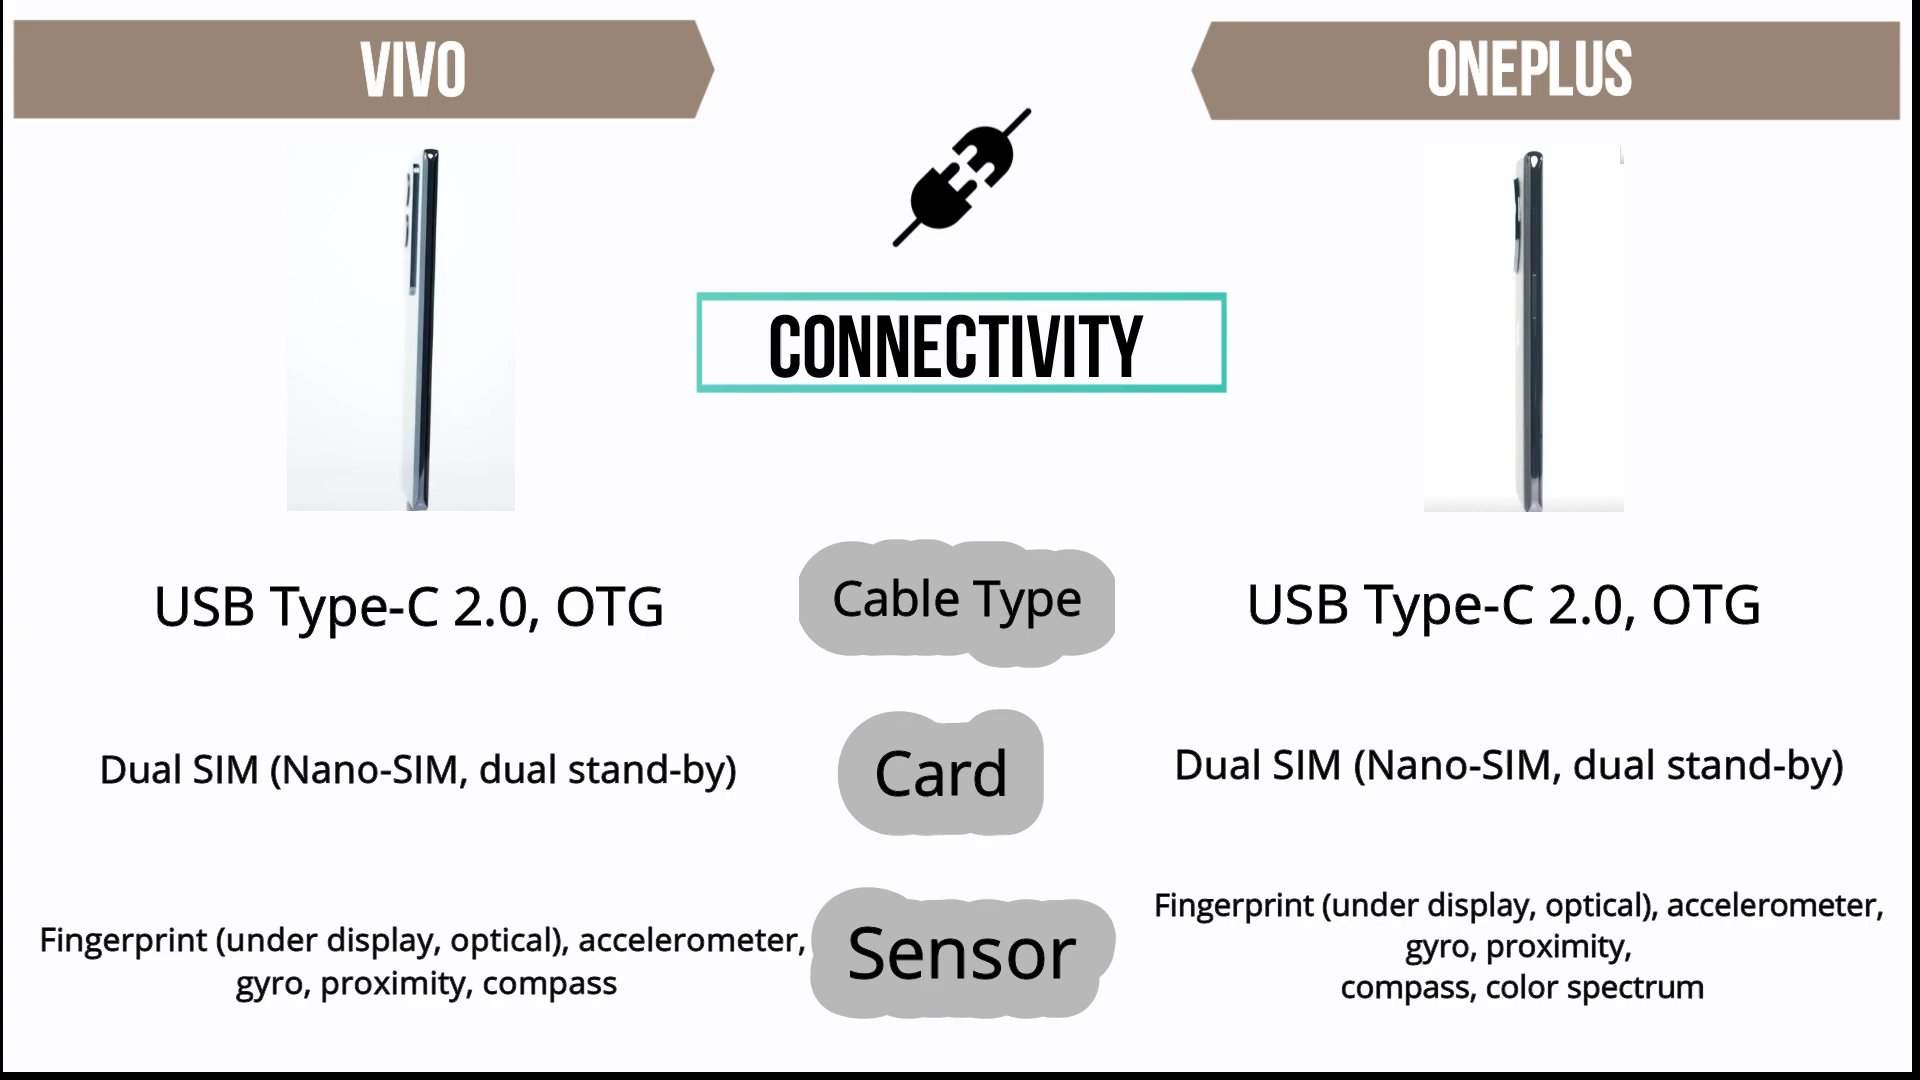 VIVO
ONEPLUS
CONNECTIVITY
USB Type-C 2.0, OTG
Cable Type
USB Type-C 2.0, OTG
Dual SIM (Nano-SIM, dual stand-by)
Card
Dual SIM (Nano-SIM, dual stand-by)
Fingerprint (under display, optical), accelerometer,
gyro, proximity, compass
Sensor
Fingerprint (under display, optical), accelerometer,
gyro, proximity,
compass, color spectrum